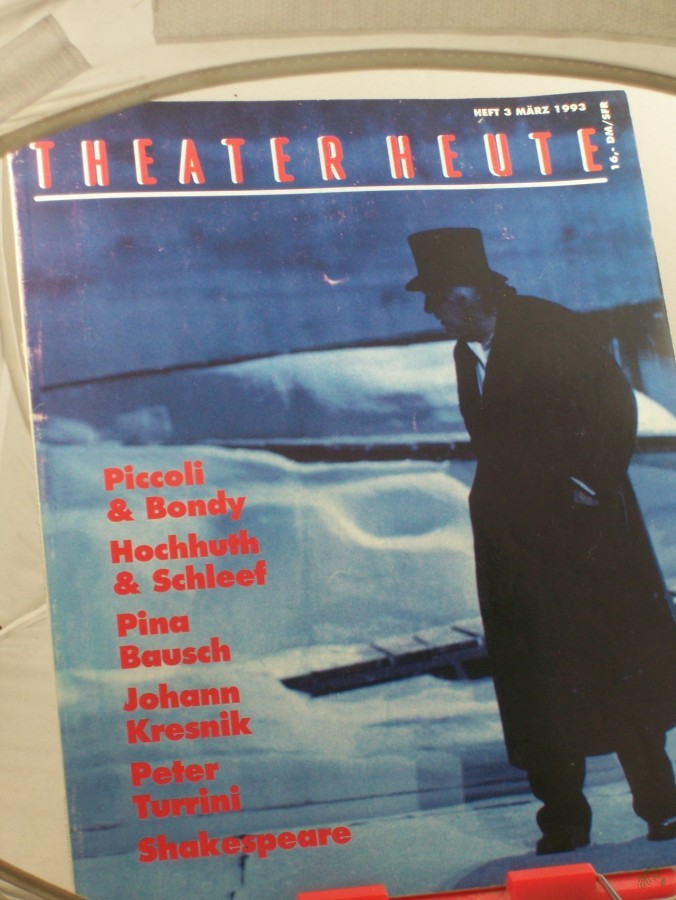 HEFT 3 MÄRZ 1993
16,- DM/SFR
THEATER HEUTE
Piccoli
& Bondy
Hochhuth
& Schleef
Pina
Bausch
Johann
Kresnik
Peter
Turrini
Shakespeare